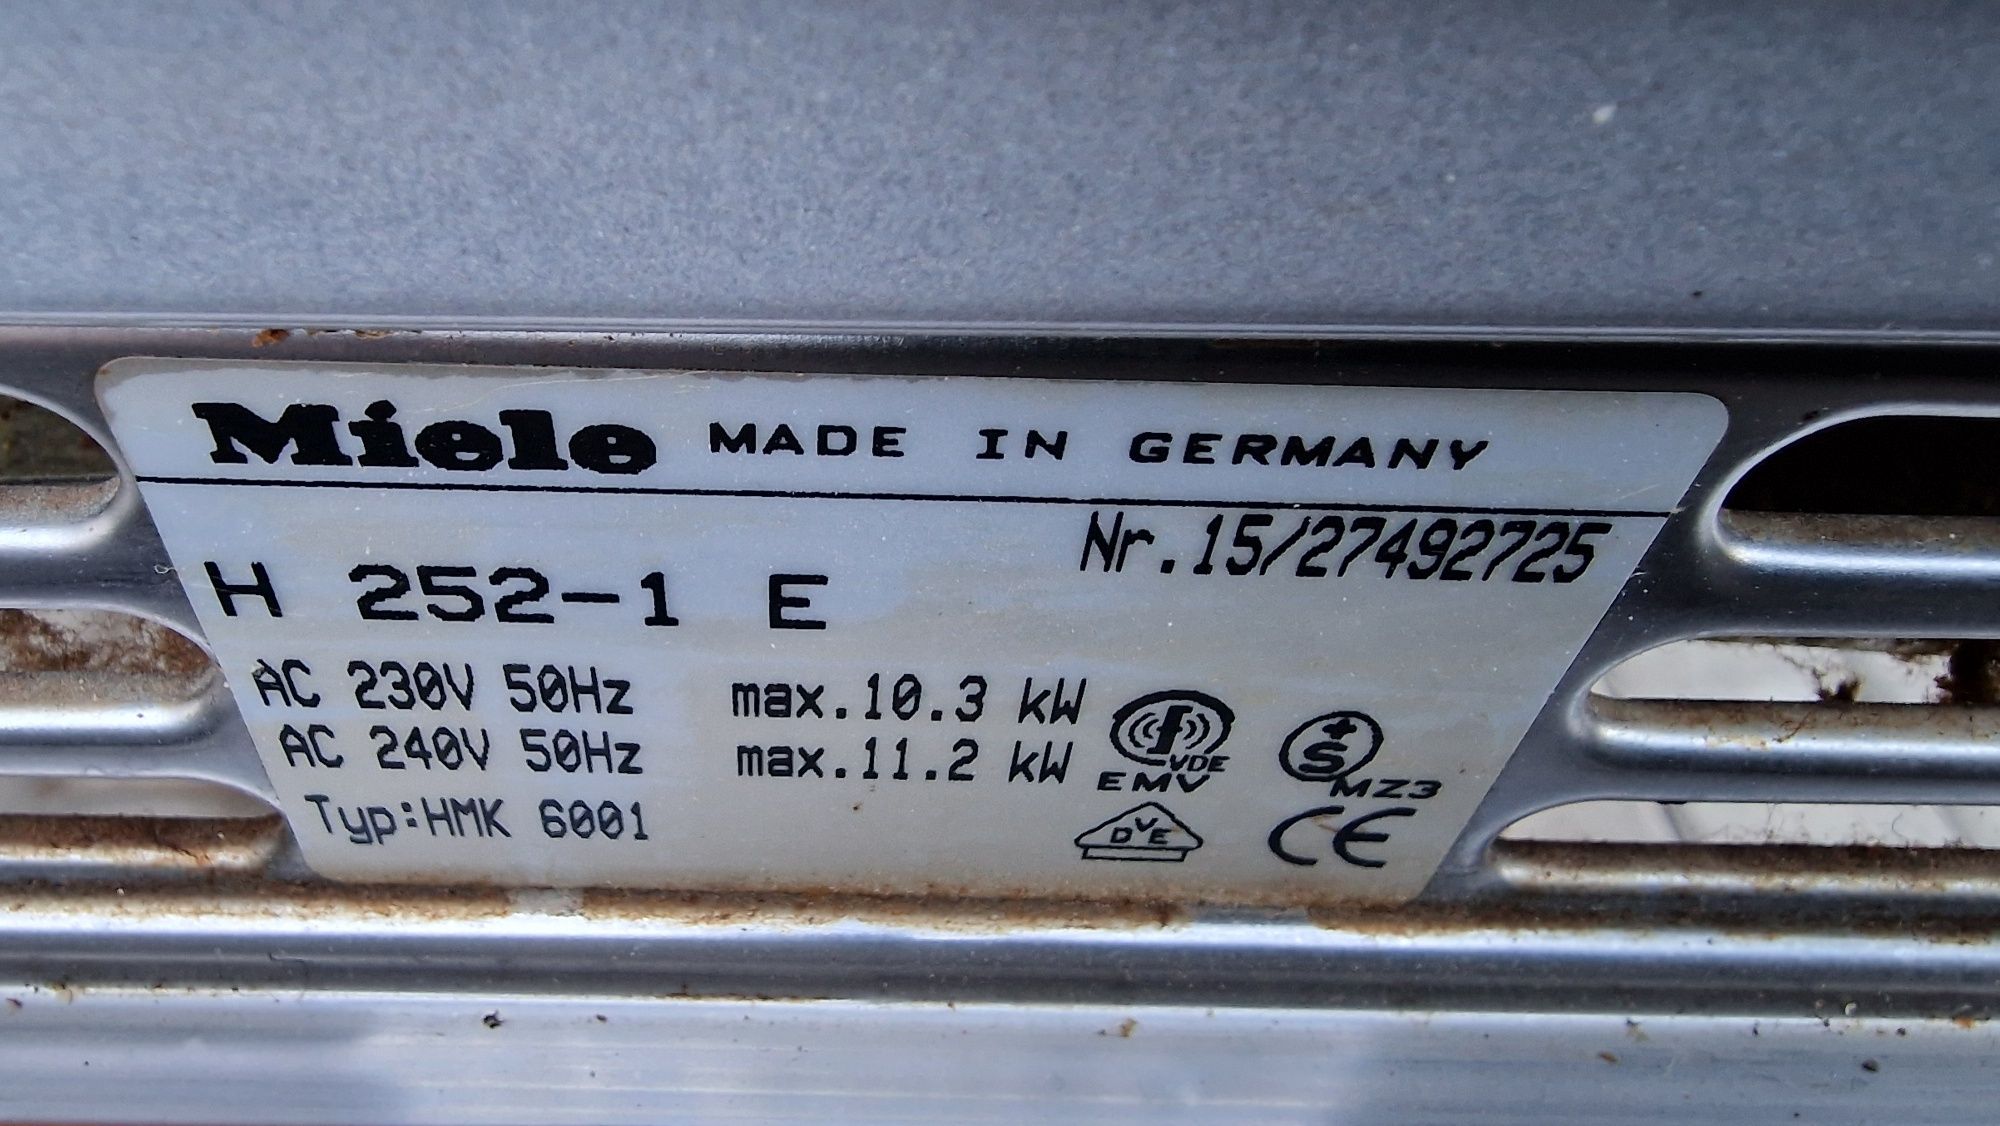 Miele MADE IN GERMANY
Nr.15/27492725
H 252-1 E
AC 230V 50Hz max.10.3 kW
AC 240V 50Hz max.11.2 kW
Typ:HMK 6001
VDE
EMV
+S
MZ3
DVE
CE